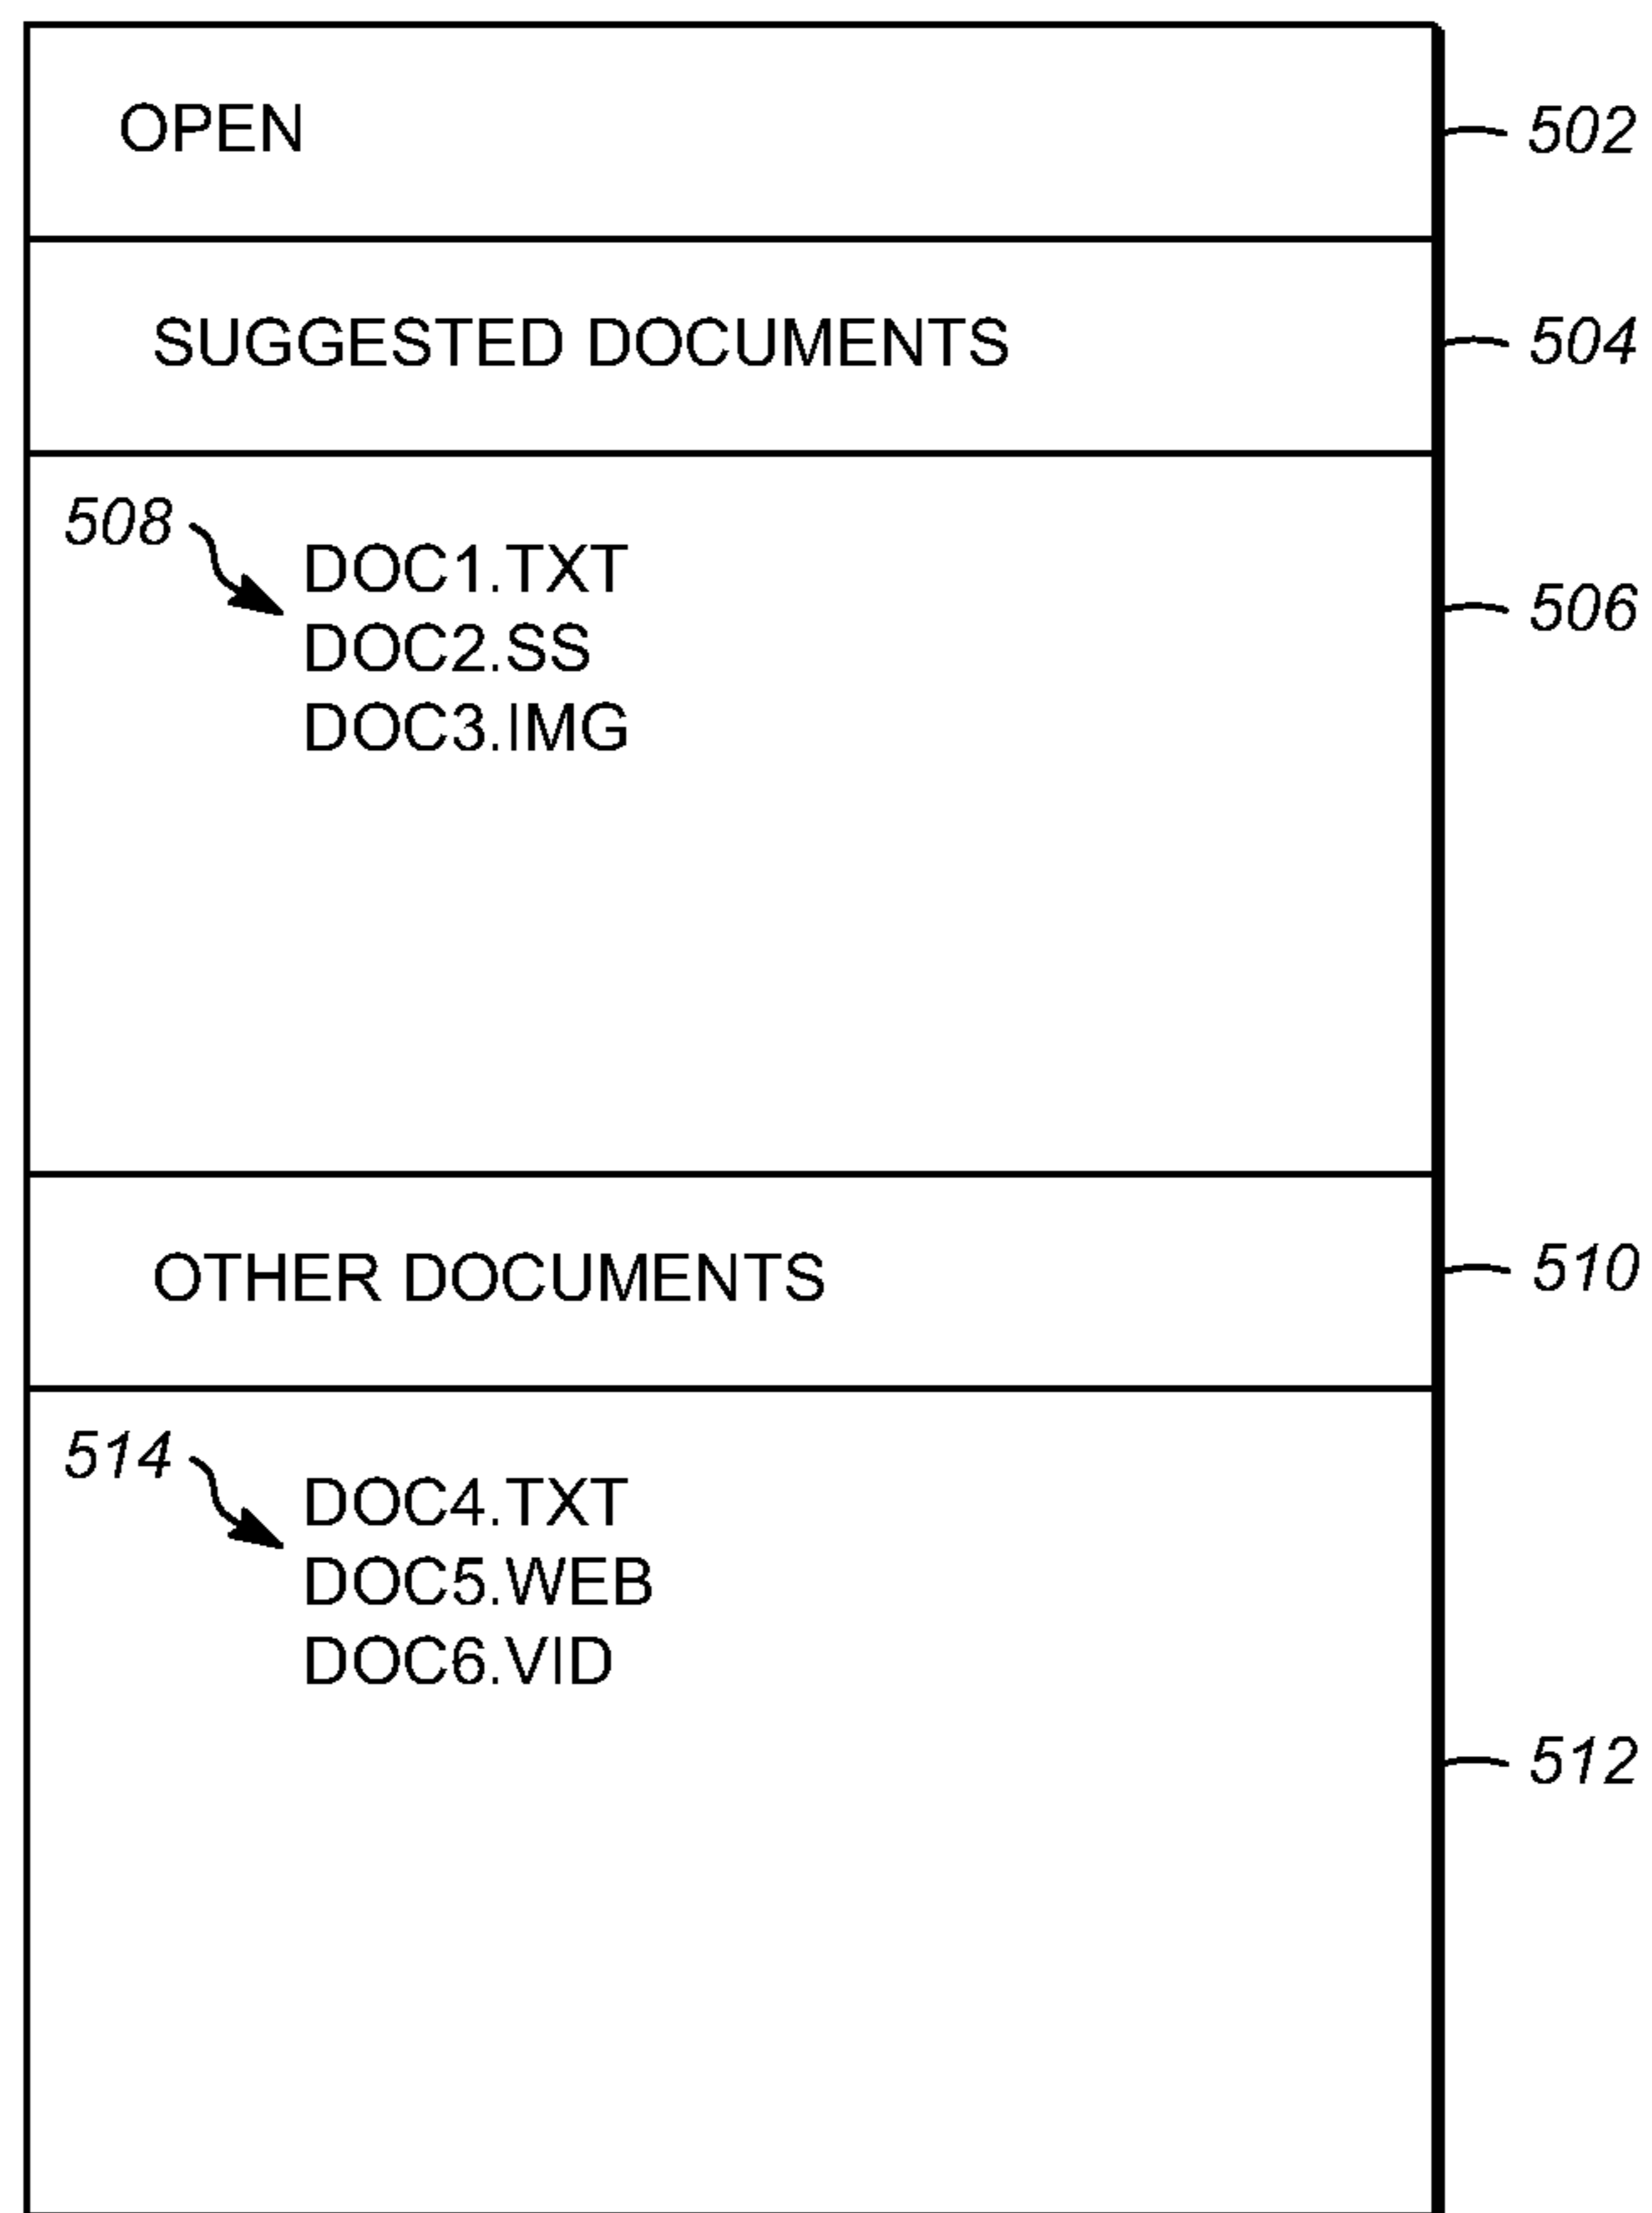 OPEN 502
SUGGESTED DOCUMENTS 504
508
DOC1.TXT
506
DOC2.SS
DOC3.IMG
OTHER DOCUMENTS 510
514
DOC4.TXT
DOC5.WEB
DOC6.VID
512